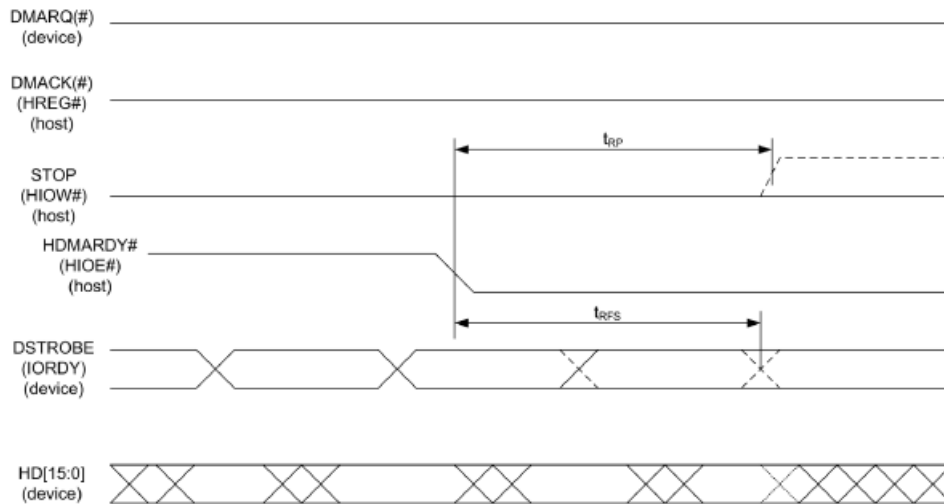 DMARQ(#)
(device)
DMACK(#)
(HREG#)
(host)
tRP
STOP
(HIOW#)
(host)
HDMARDY#
(HIOE#)
(host)
tRFS
DSTROBE
(IORDY)
(device)
HD[15:0]
(device)